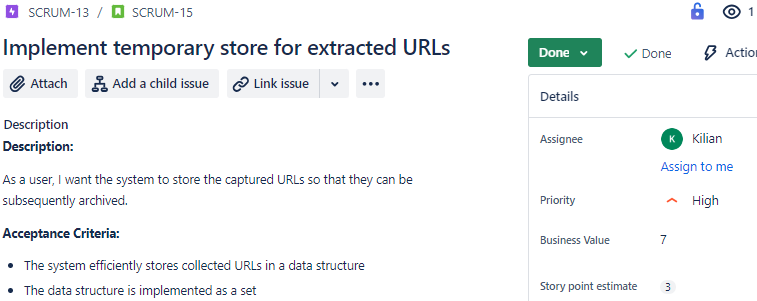 SCRUM-13 / SCRUM-15
1
Implement temporary store for extracted URLs
Attach
Add a child issue
Link issue
Description
Description:
As a user, I want the system to store the captured URLs so that they can be
subsequently archived.
Acceptance Criteria:
• The system efficiently stores collected URLs in a data structure
• The data structure is implemented as a set
Done
Done
Actio
Details
Assignee
K Kilian
Assign to me
Priority
High
Business Value
7
Story point estimate
3